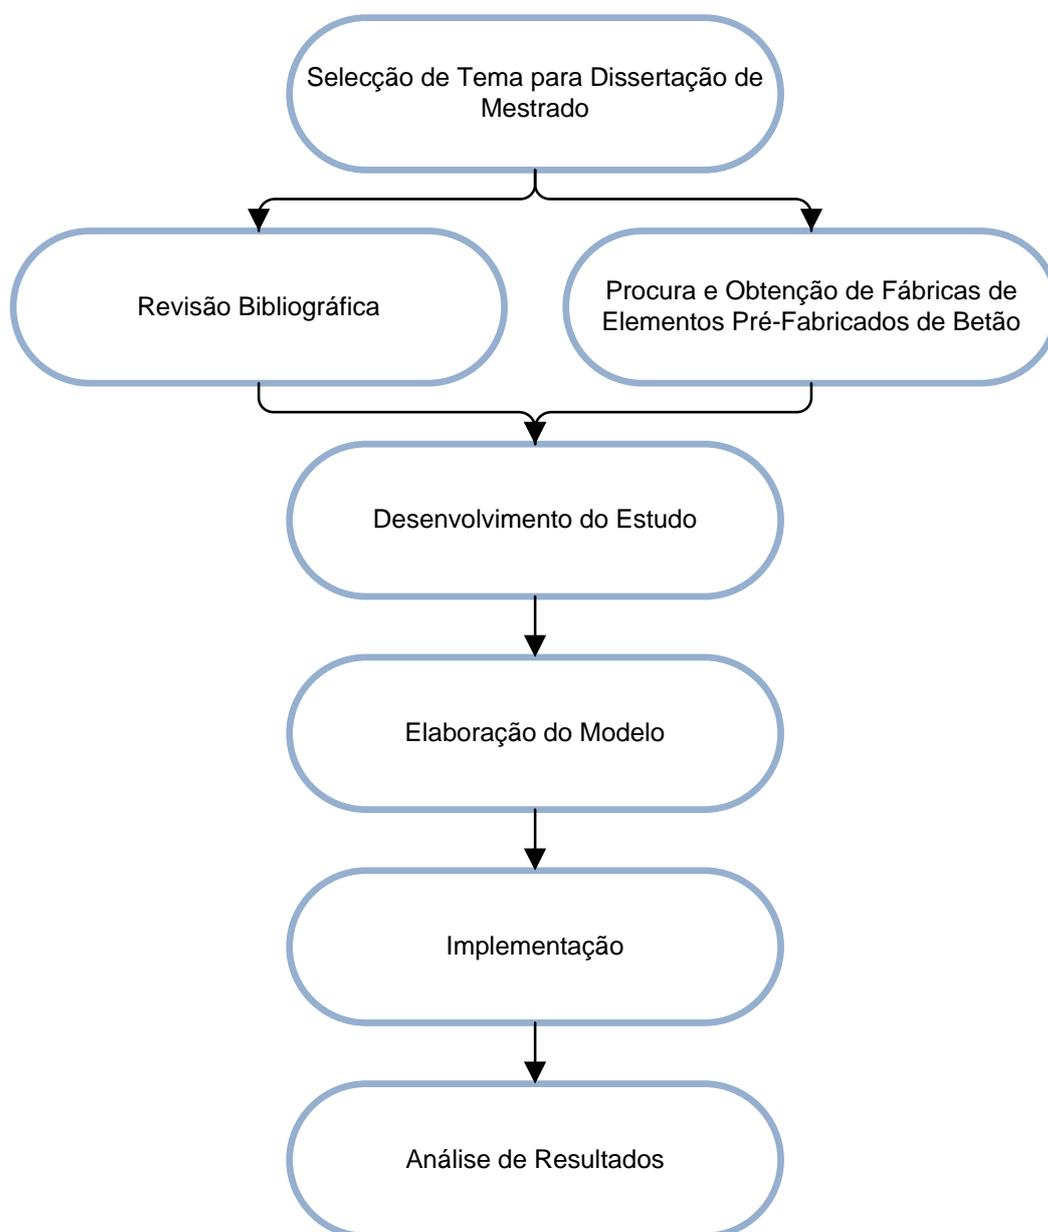 Selecção de Tema para Dissertação de
Mestrado
Revisão Bibliográfica
Procura e Obtenção de Fábricas de
Elementos Pré-Fabricados de Betão
Desenvolvimento do Estudo
Elaboração do Modelo
Implementação
Análise de Resultados